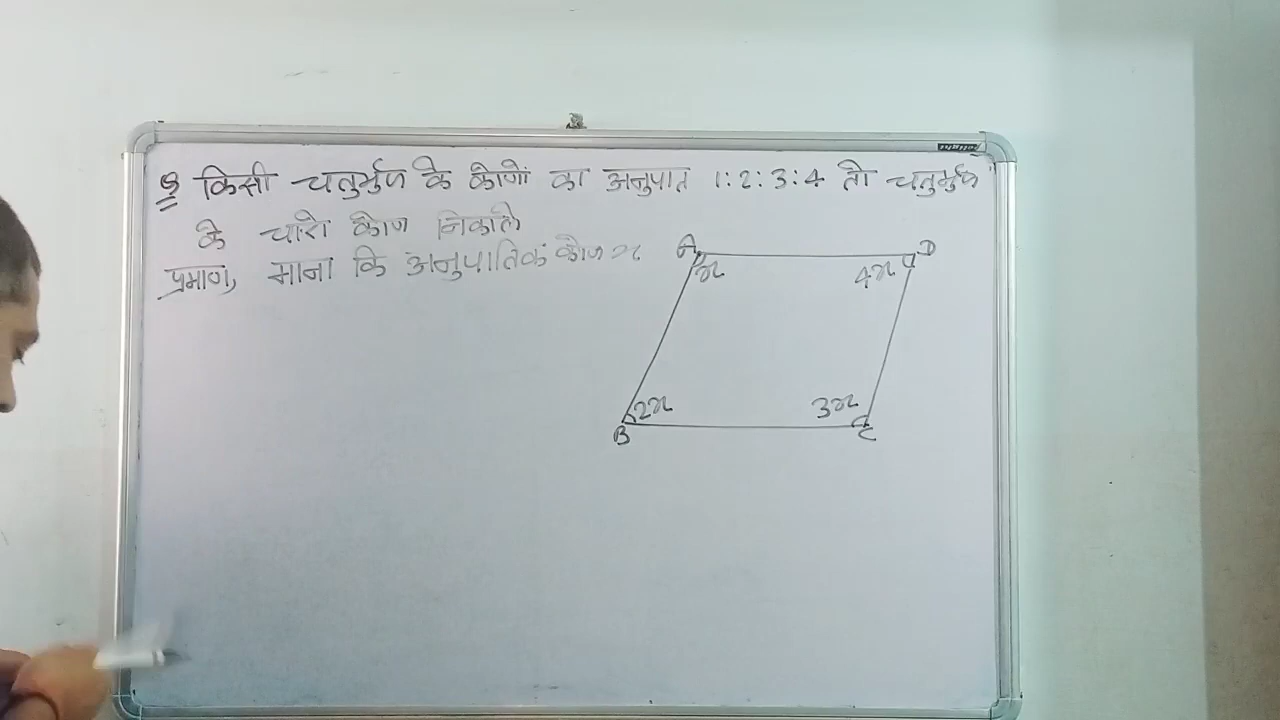 Q किसी चतुर्भुज के कोणों का अनुपात 1:2:3:4 तो चतुर्भुज
के चारो कोण निकाले
प्रमाण, माना कि अनुपातिक कोण x
A D
x 4x
2x 3x
B C